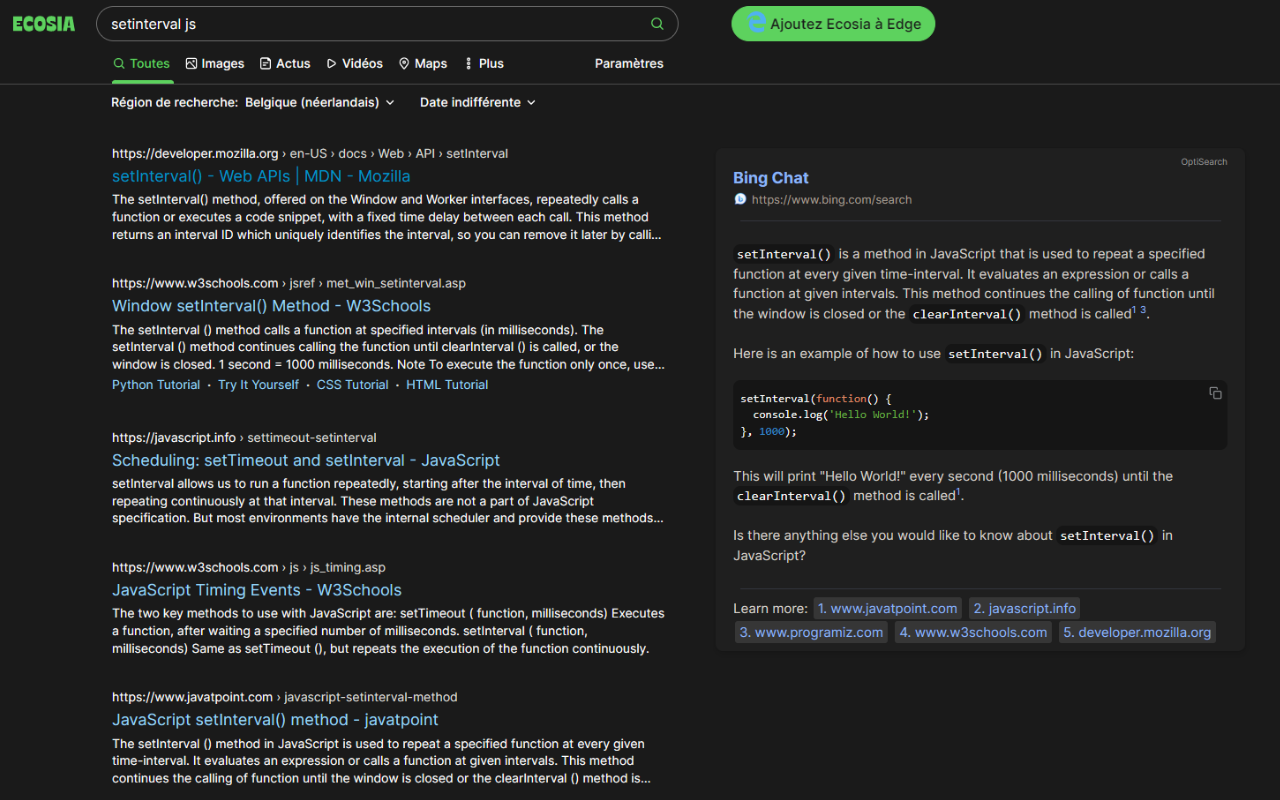 ECOSIA
setinterval js
Ajoutez Ecosia à Edge
Toutes Images Actus Vidéos Maps Plus Paramètres
Région de recherche: Belgique (néerlandais) Date indifférente
https://developer.mozilla.org › en-US › docs › Web › API › setInterval
setInterval() - Web APIs | MDN - Mozilla
The setInterval() method, offered on the Window and Worker interfaces, repeatedly calls a
function or executes a code snippet, with a fixed time delay between each call. This method
returns an interval ID which uniquely identifies the interval, so you can remove it later by calli...
https://www.w3schools.com › jsref › met_win_setinterval.asp
Window setInterval() Method - W3Schools
The setInterval () method calls a function at specified intervals (in milliseconds). The
setInterval () method continues calling the function until clearInterval () is called, or the
window is closed. 1 second = 1000 milliseconds. Note To execute the function only once, use...
Python Tutorial · Try It Yourself · CSS Tutorial · HTML Tutorial
https://javascript.info › settimeout-setinterval
Scheduling: setTimeout and setInterval - JavaScript
setInterval allows us to run a function repeatedly, starting after the interval of time, then
repeating continuously at that interval. These methods are not a part of JavaScript
specification. But most environments have the internal scheduler and provide these methods...
https://www.w3schools.com › js › js_timing.asp
JavaScript Timing Events - W3Schools
The two key methods to use with JavaScript are: setTimeout ( function, milliseconds) Executes
a function, after waiting a specified number of milliseconds. setInterval ( function,
milliseconds) Same as setTimeout (), but repeats the execution of the function continuously.
https://www.javatpoint.com › javascript-setinterval-method
JavaScript setInterval() method - javatpoint
The setInterval () method in JavaScript is used to repeat a specified function at every given
time-interval. It evaluates an expression or calls a function at given intervals. This method
continues the calling of function until the window is closed or the clearInterval () method is...
OptiSearch
Bing Chat
https://www.bing.com/search
setInterval() is a method in JavaScript that is used to repeat a specified
function at every given time-interval. It evaluates an expression or calls a
function at given intervals. This method continues the calling of function until
the window is closed or the clearInterval() method is called1 3.
Here is an example of how to use setInterval() in JavaScript:
setInterval(function() {
console.log('Hello World!');
}, 1000);
This will print "Hello World!" every second (1000 milliseconds) until the
clearInterval() method is called1.
Is there anything else you would like to know about setInterval() in
JavaScript?
Learn more: 1. www.javatpoint.com 2. javascript.info
3. www.programiz.com 4. www.w3schools.com 5. developer.mozilla.org